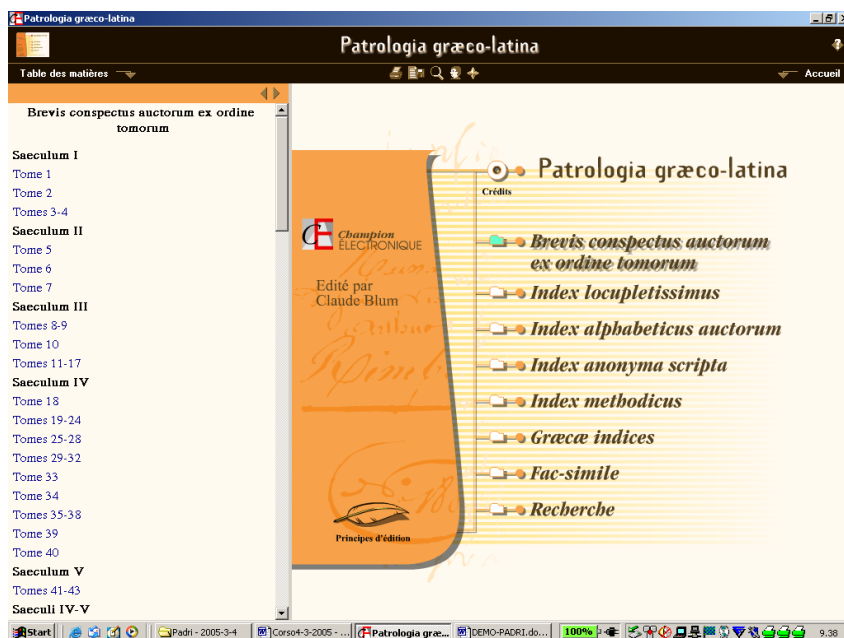 Patrologia græco-latina
Patrologia græco-latina
Table des matières
Accueil
Brevis conspectus auctorum ex ordine
tomorum
Saeculum I
Tome 1
Tome 2
Tomes 3-4
Saeculum II
Tome 5
Tome 6
Tome 7
Saeculum III
Tomes 8-9
Tome 10
Tomes 11-17
Saeculum IV
Tome 18
Tomes 19-24
Tomes 25-28
Tomes 29-32
Tome 33
Tome 34
Tomes 35-38
Tome 39
Tome 40
Saeculum V
Tomes 41-43
Saeculi IV-V
CE Champion
ÉLECTRONIQUE
Edité par
Claude Blum
Principes d'édition
Patrologia græco-latina
Crédits
Brevis conspectus auctorum
ex ordine tomorum
Index locupletissimus
Index alphabeticus auctorum
Index anonyma scripta
Index methodicus
Græcæ indices
Fac-simile
Recherche
Start
Padri - 2005-3-4
Corso4-3-2005 - ...
Patrologia græ...
DEMO-PADRI.do...
100%
9.38